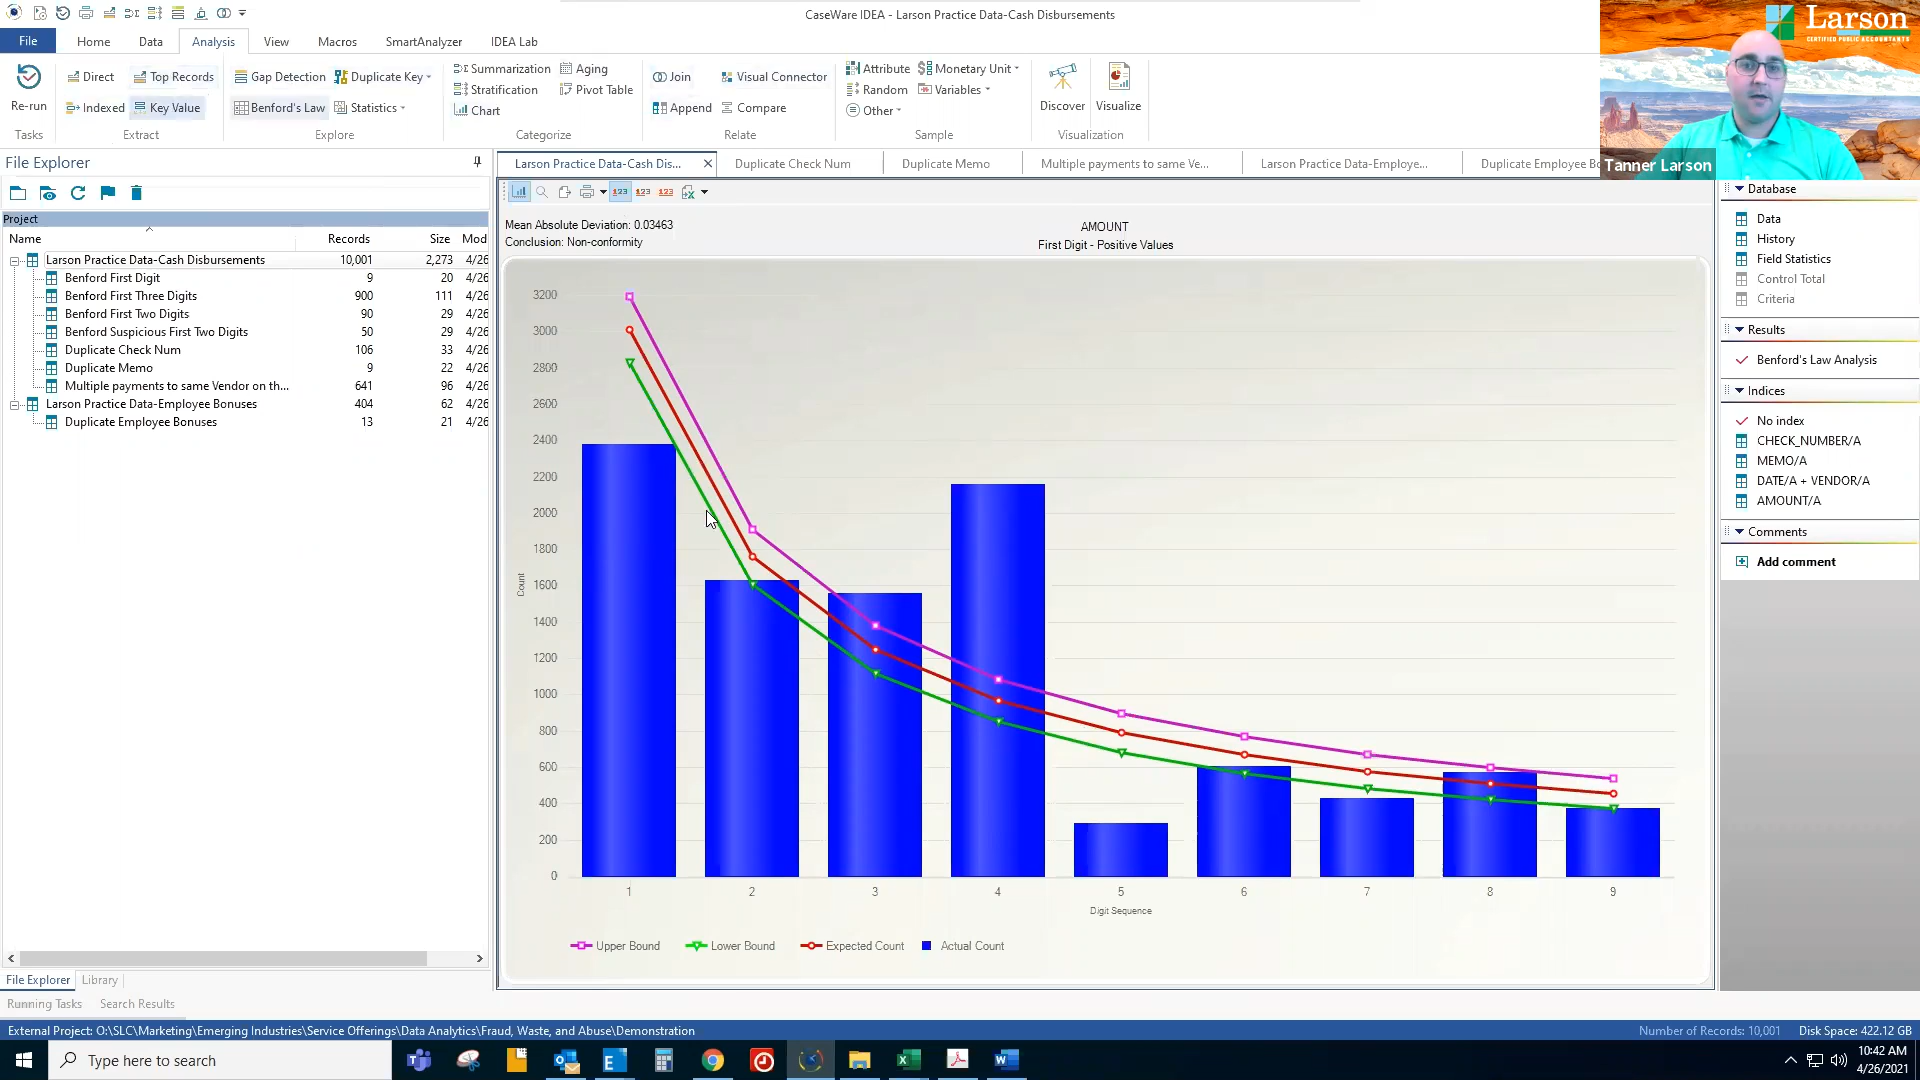 CaseWare IDEA - Larson Practice Data-Cash Disbursements
File Home Data Analysis View Macros SmartAnalyzer IDEA Lab
Re-run
Tasks
Direct Top Records
Indexed Key Value
Extract
Gap Detection Duplicate Key
Benford's Law Statistics
Explore
Summarization Aging
Stratification Pivot Table
Chart
Categorize
Join Visual Connector
Append Compare
Relate
Attribute Monetary Unit
Random Variables
Other
Sample
Discover Visualize
Visualization
Larson
CERTIFIED PUBLIC ACCOUNTANTS
Tanner Larson
File Explorer
Project
Name Records Size Mod
Larson Practice Data-Cash Disbursements 10,001 2,273 4/26
Benford First Digit 9 20 4/26
Benford First Three Digits 900 111 4/26
Benford First Two Digits 90 29 4/26
Benford Suspicious First Two Digits 50 29 4/26
Duplicate Check Num 106 33 4/26
Duplicate Memo 9 22 4/26
Multiple payments to same Vendor on th... 641 96 4/26
Larson Practice Data-Employee Bonuses 404 62 4/26
Duplicate Employee Bonuses 13 21 4/26
File Explorer Library
Running Tasks Search Results
Larson Practice Data-Cash Dis... Duplicate Check Num Duplicate Memo Multiple payments to same Ve... Larson Practice Data-Employe... Duplicate Employee Bo
123 123 123
Mean Absolute Deviation: 0.03463
Conclusion: Non-conformity
AMOUNT
First Digit - Positive Values
3200
3000
2800
2600
2400
2200
2000
1800
1600
1400
1200
1000
800
600
400
200
0
Count
1 2 3 4 5 6 7 8 9
Digit Sequence
Upper Bound Lower Bound Expected Count Actual Count
Database
Data
History
Field Statistics
Control Total
Criteria
Results
Benford's Law Analysis
Indices
No index
CHECK_NUMBER/A
MEMO/A
DATE/A + VENDOR/A
AMOUNT/A
Comments
Add comment
External Project: O:\SLC\Marketing\Emerging Industries\Service Offerings\Data Analytics\Fraud, Waste, and Abuse\Demonstration
Number of Records: 10,001 Disk Space: 422.12 GB
Type here to search
10:42 AM
4/26/2021